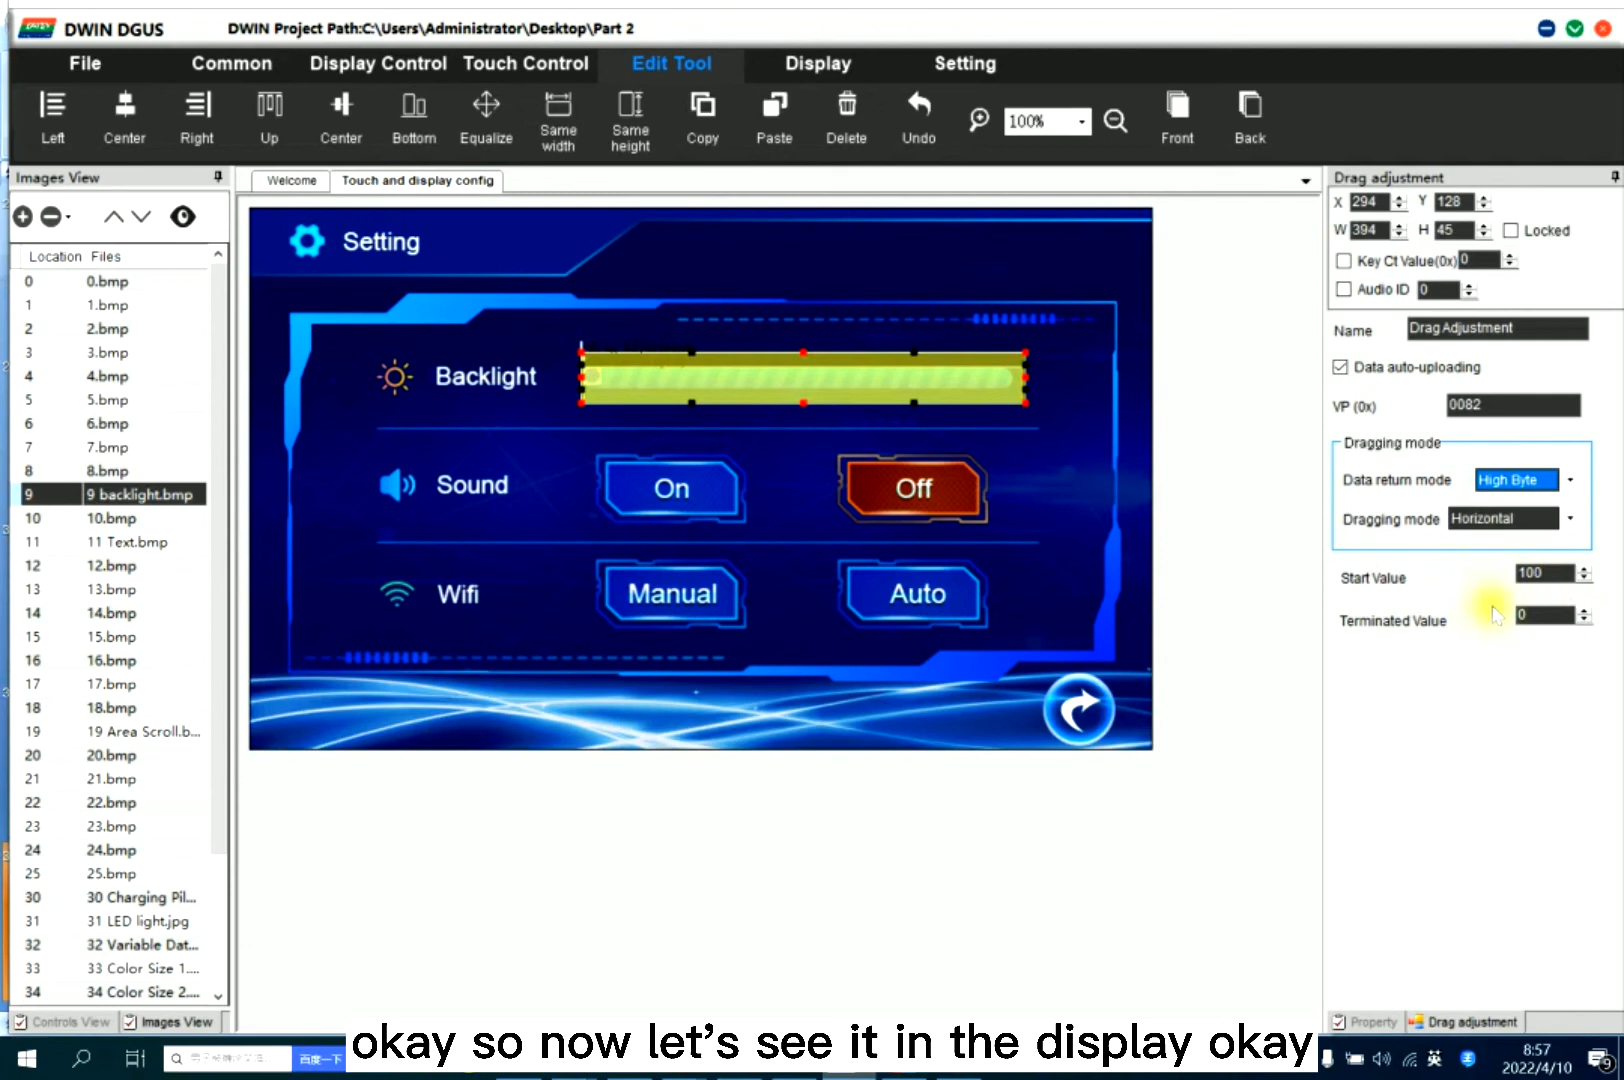 DWIN DGUS DWIN Project Path:C:\Users\Administrator\Desktop\Part 2
File Common Display Control Touch Control Edit Tool Display Setting
Left Center Right Up Center Bottom Equalize Same width Same height Copy Paste Delete Undo 100% Front Back
Images View
Welcome Touch and display config
Location Files
0 0.bmp
1 1.bmp
2 2.bmp
3 3.bmp
4 4.bmp
5 5.bmp
6 6.bmp
7 7.bmp
8 8.bmp
9 9 backlight.bmp
10 10.bmp
11 11 Text.bmp
12 12.bmp
13 13.bmp
14 14.bmp
15 15.bmp
16 16.bmp
17 17.bmp
18 18.bmp
19 19 Area Scroll.b...
20 20.bmp
21 21.bmp
22 22.bmp
23 23.bmp
24 24.bmp
25 25.bmp
30 30 Charging Pil...
31 31 LED light.jpg
32 32 Variable Dat...
33 33 Color Size 1....
34 34 Color Size 2....
Controls View Images View
Setting
Backlight
Sound On Off
Wifi Manual Auto
Drag adjustment
X 294 Y 128
W 394 H 45 Locked
Key Ct Value(0x) 0
Audio ID 0
Name Drag Adjustment
Data auto-uploading
VP (0x) 0082
Dragging mode
Data return mode High Byte
Dragging mode Horizontal
Start Value 100
Terminated Value 0
Property Drag adjustment
okay so now let's see it in the display okay
百度一下
英
8:57
2022/4/10
9